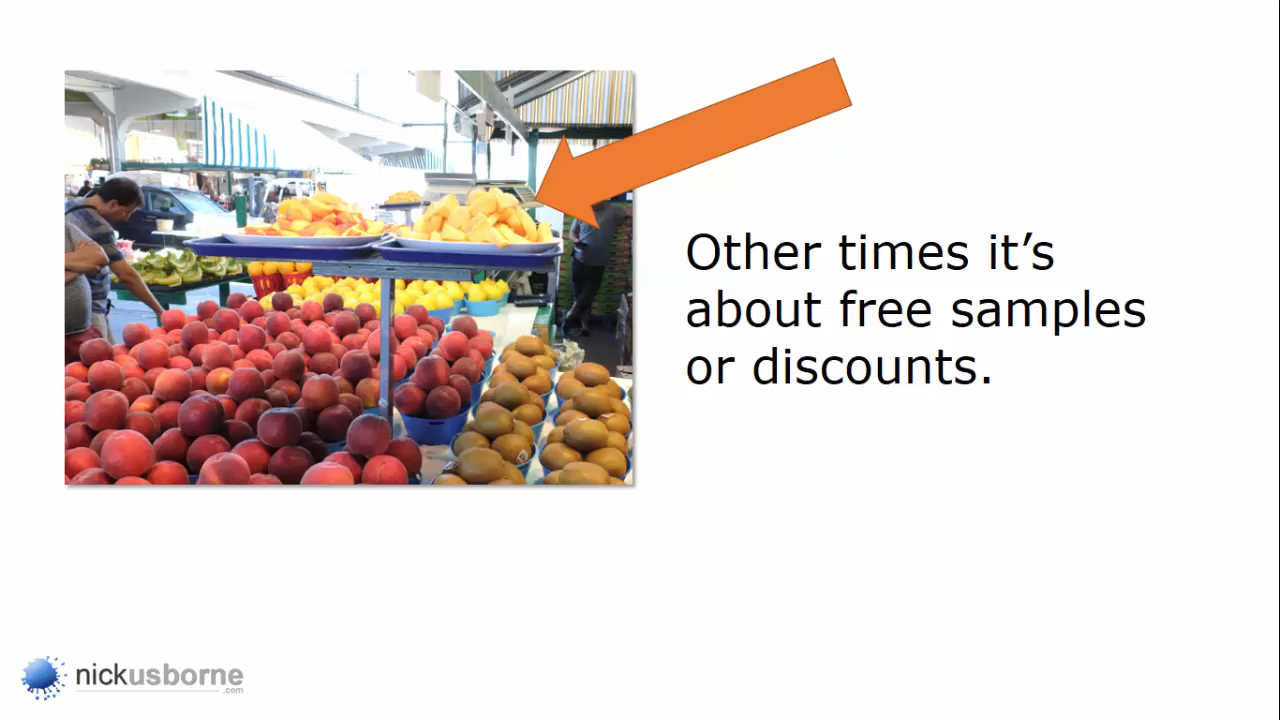 Other times it’s
about free samples
or discounts.
nickusborne
.com